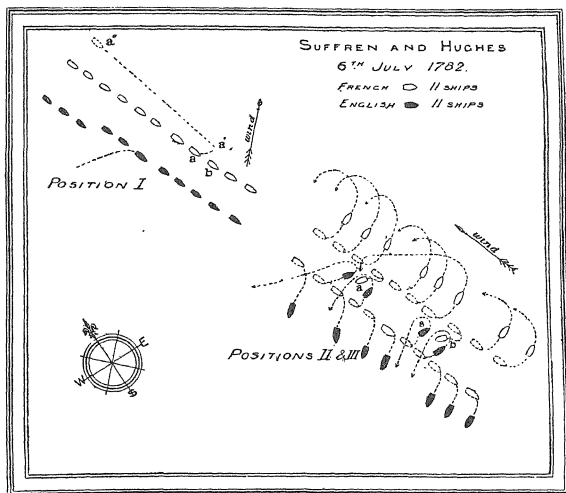 SUFFREN AND HUGHES
6TH JULY 1782.
FRENCH 11 SHIPS
ENGLISH 11 SHIPS
a"
wind
a'
a
b
POSITION I
wind
a
a
b
POSITIONS II & III
E
W
S